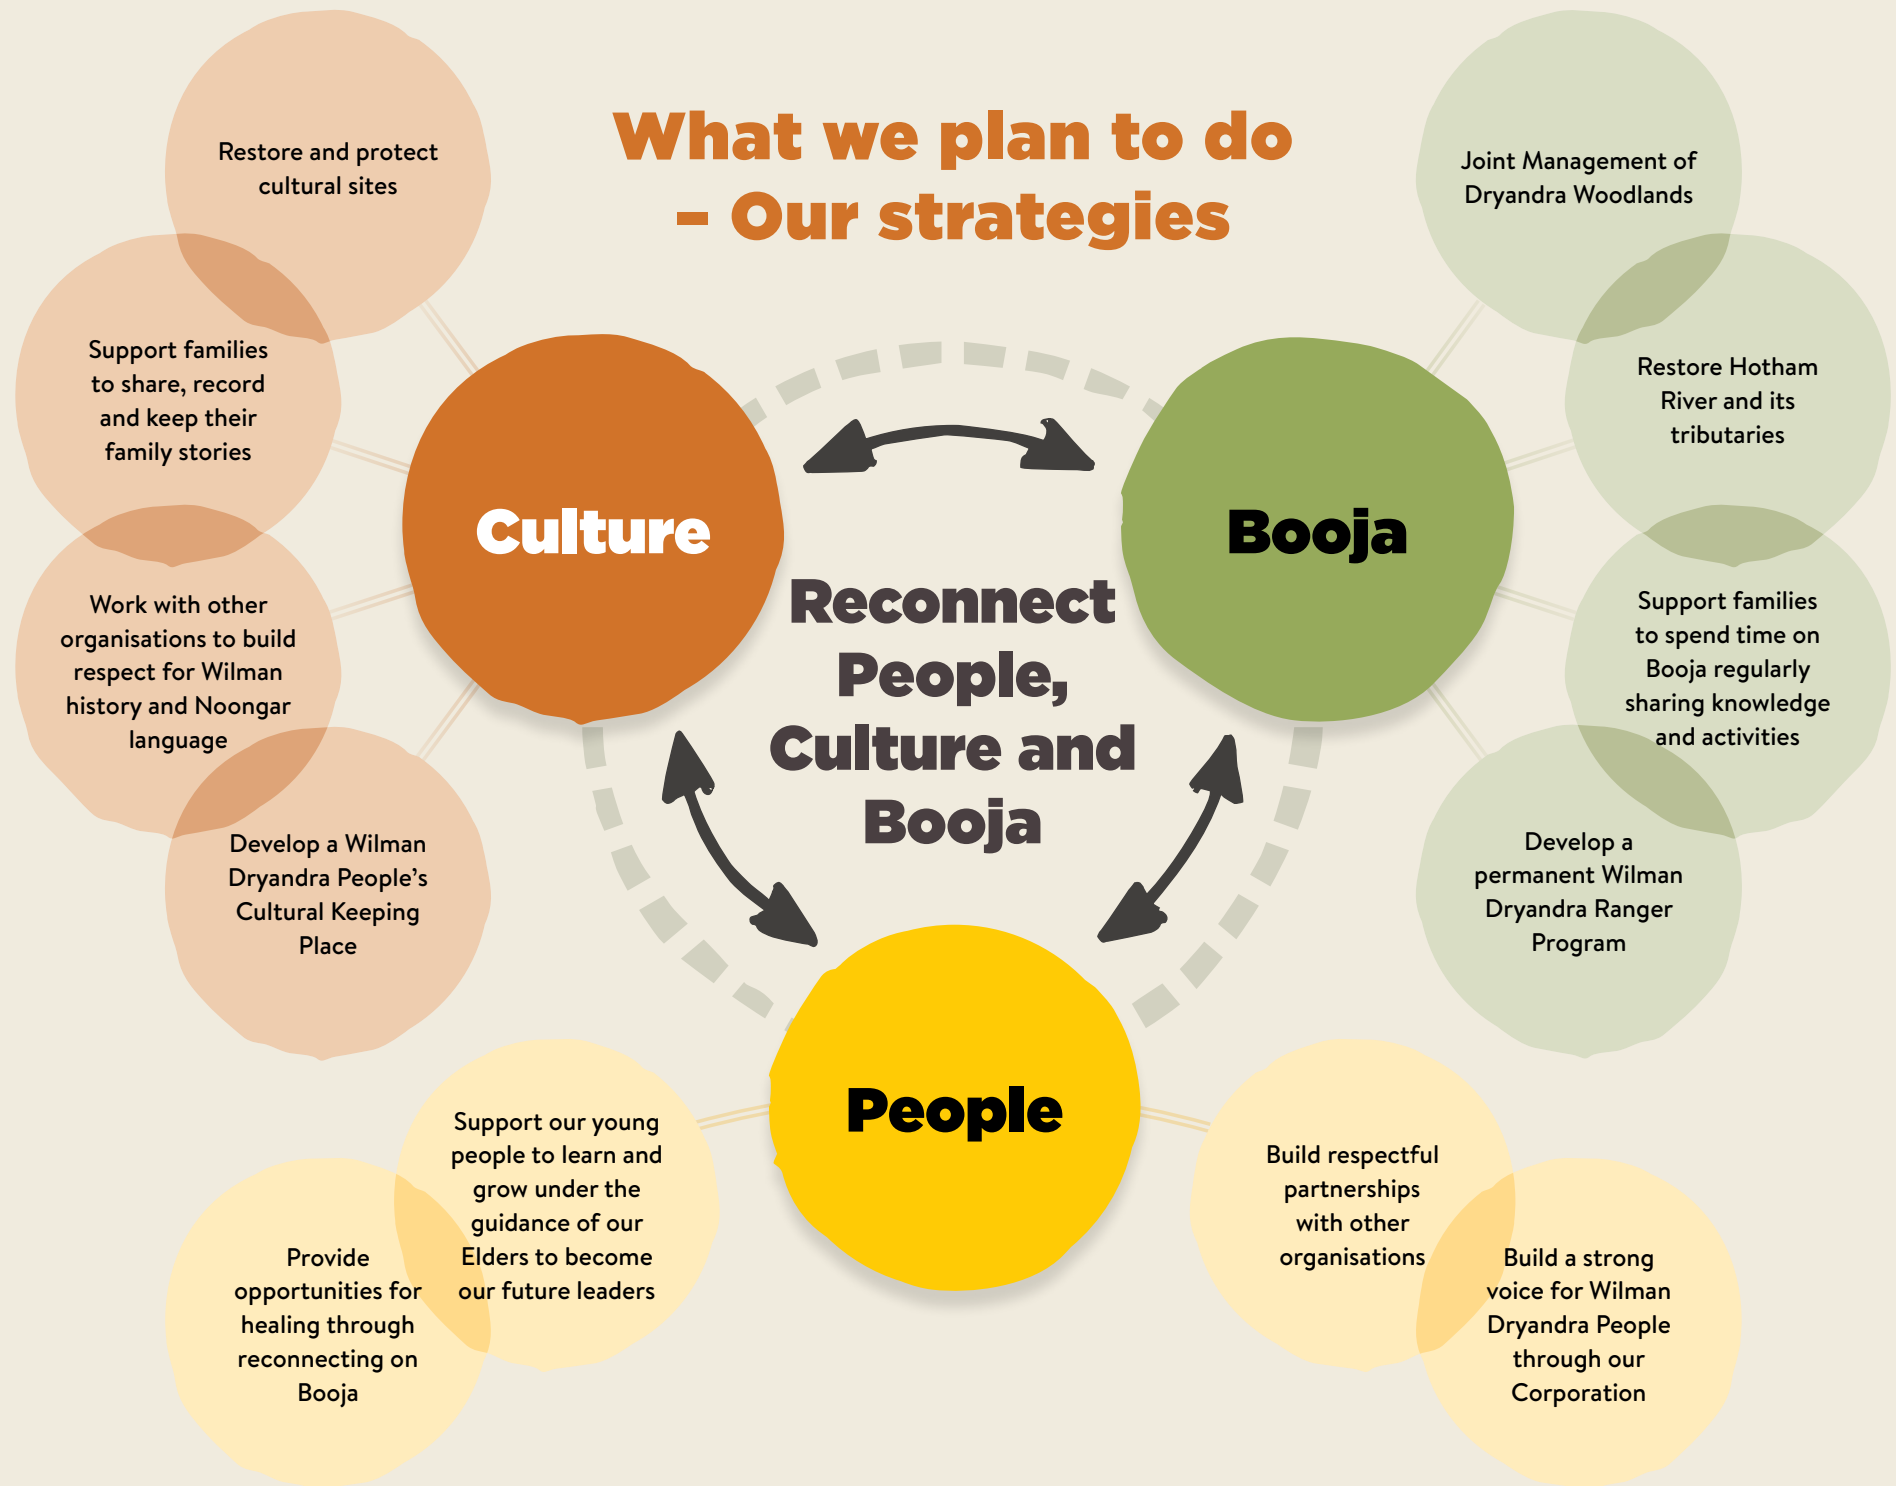 What we plan to do
– Our strategies
Restore and protect
cultural sites
Support families
to share, record
and keep their
family stories
Work with other
organisations to build
respect for Wilman
history and Noongar
language
Develop a Wilman
Dryandra People’s
Cultural Keeping
Place
Culture
Reconnect
People,
Culture and
Booja
Booja
Joint Management of
Dryandra Woodlands
Restore Hotham
River and its
tributaries
Support families
to spend time on
Booja regularly
sharing knowledge
and activities
Develop a
permanent Wilman
Dryandra Ranger
Program
People
Support our young
people to learn and
grow under the
guidance of our
Elders to become
our future leaders
Provide
opportunities for
healing through
reconnecting on
Booja
Build respectful
partnerships
with other
organisations
Build a strong
voice for Wilman
Dryandra People
through our
Corporation